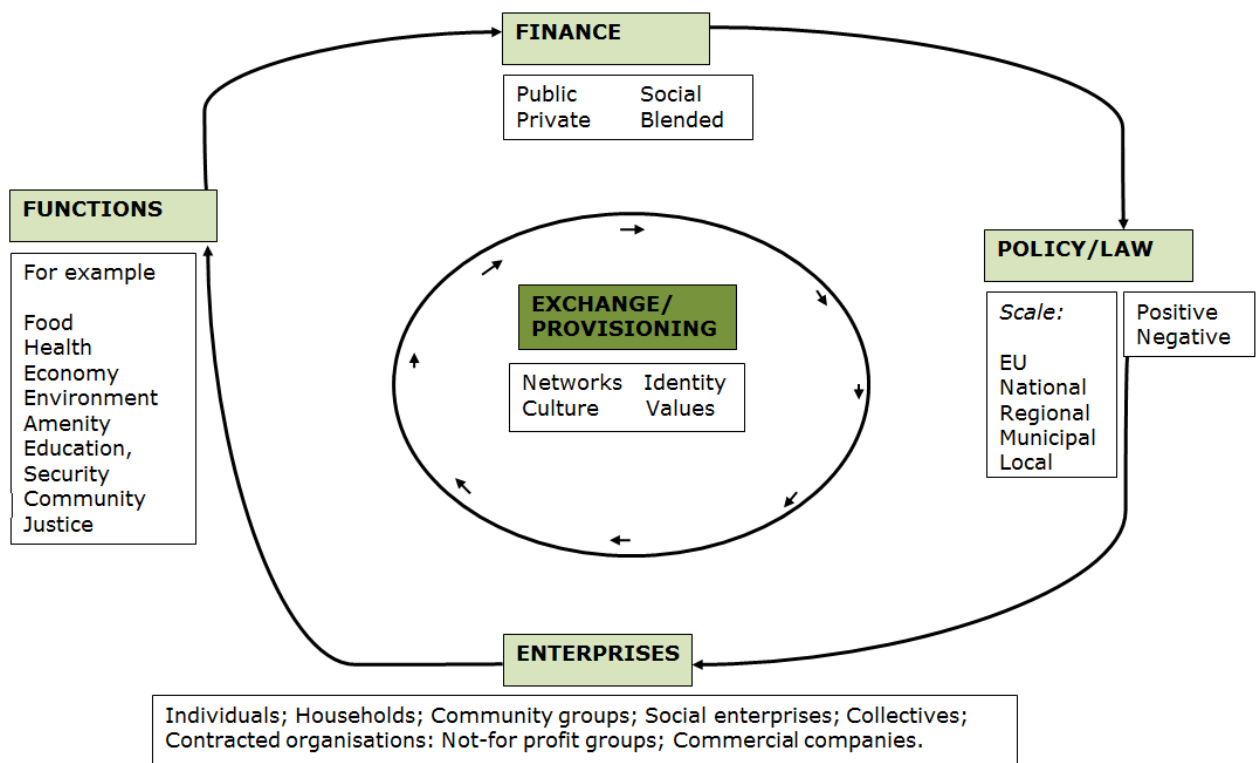 FINANCE
Public Social
Private Blended
FUNCTIONS
For example
Food
Health
Economy
Environment
Amenity
Education,
Security
Community
Justice
EXCHANGE/
PROVISIONING
Networks Identity
Culture Values
POLICY/LAW
Scale:
EU
National
Regional
Municipal
Local
Positive
Negative
ENTERPRISES
Individuals; Households; Community groups; Social enterprises; Collectives;
Contracted organisations: Not-for profit groups; Commercial companies.